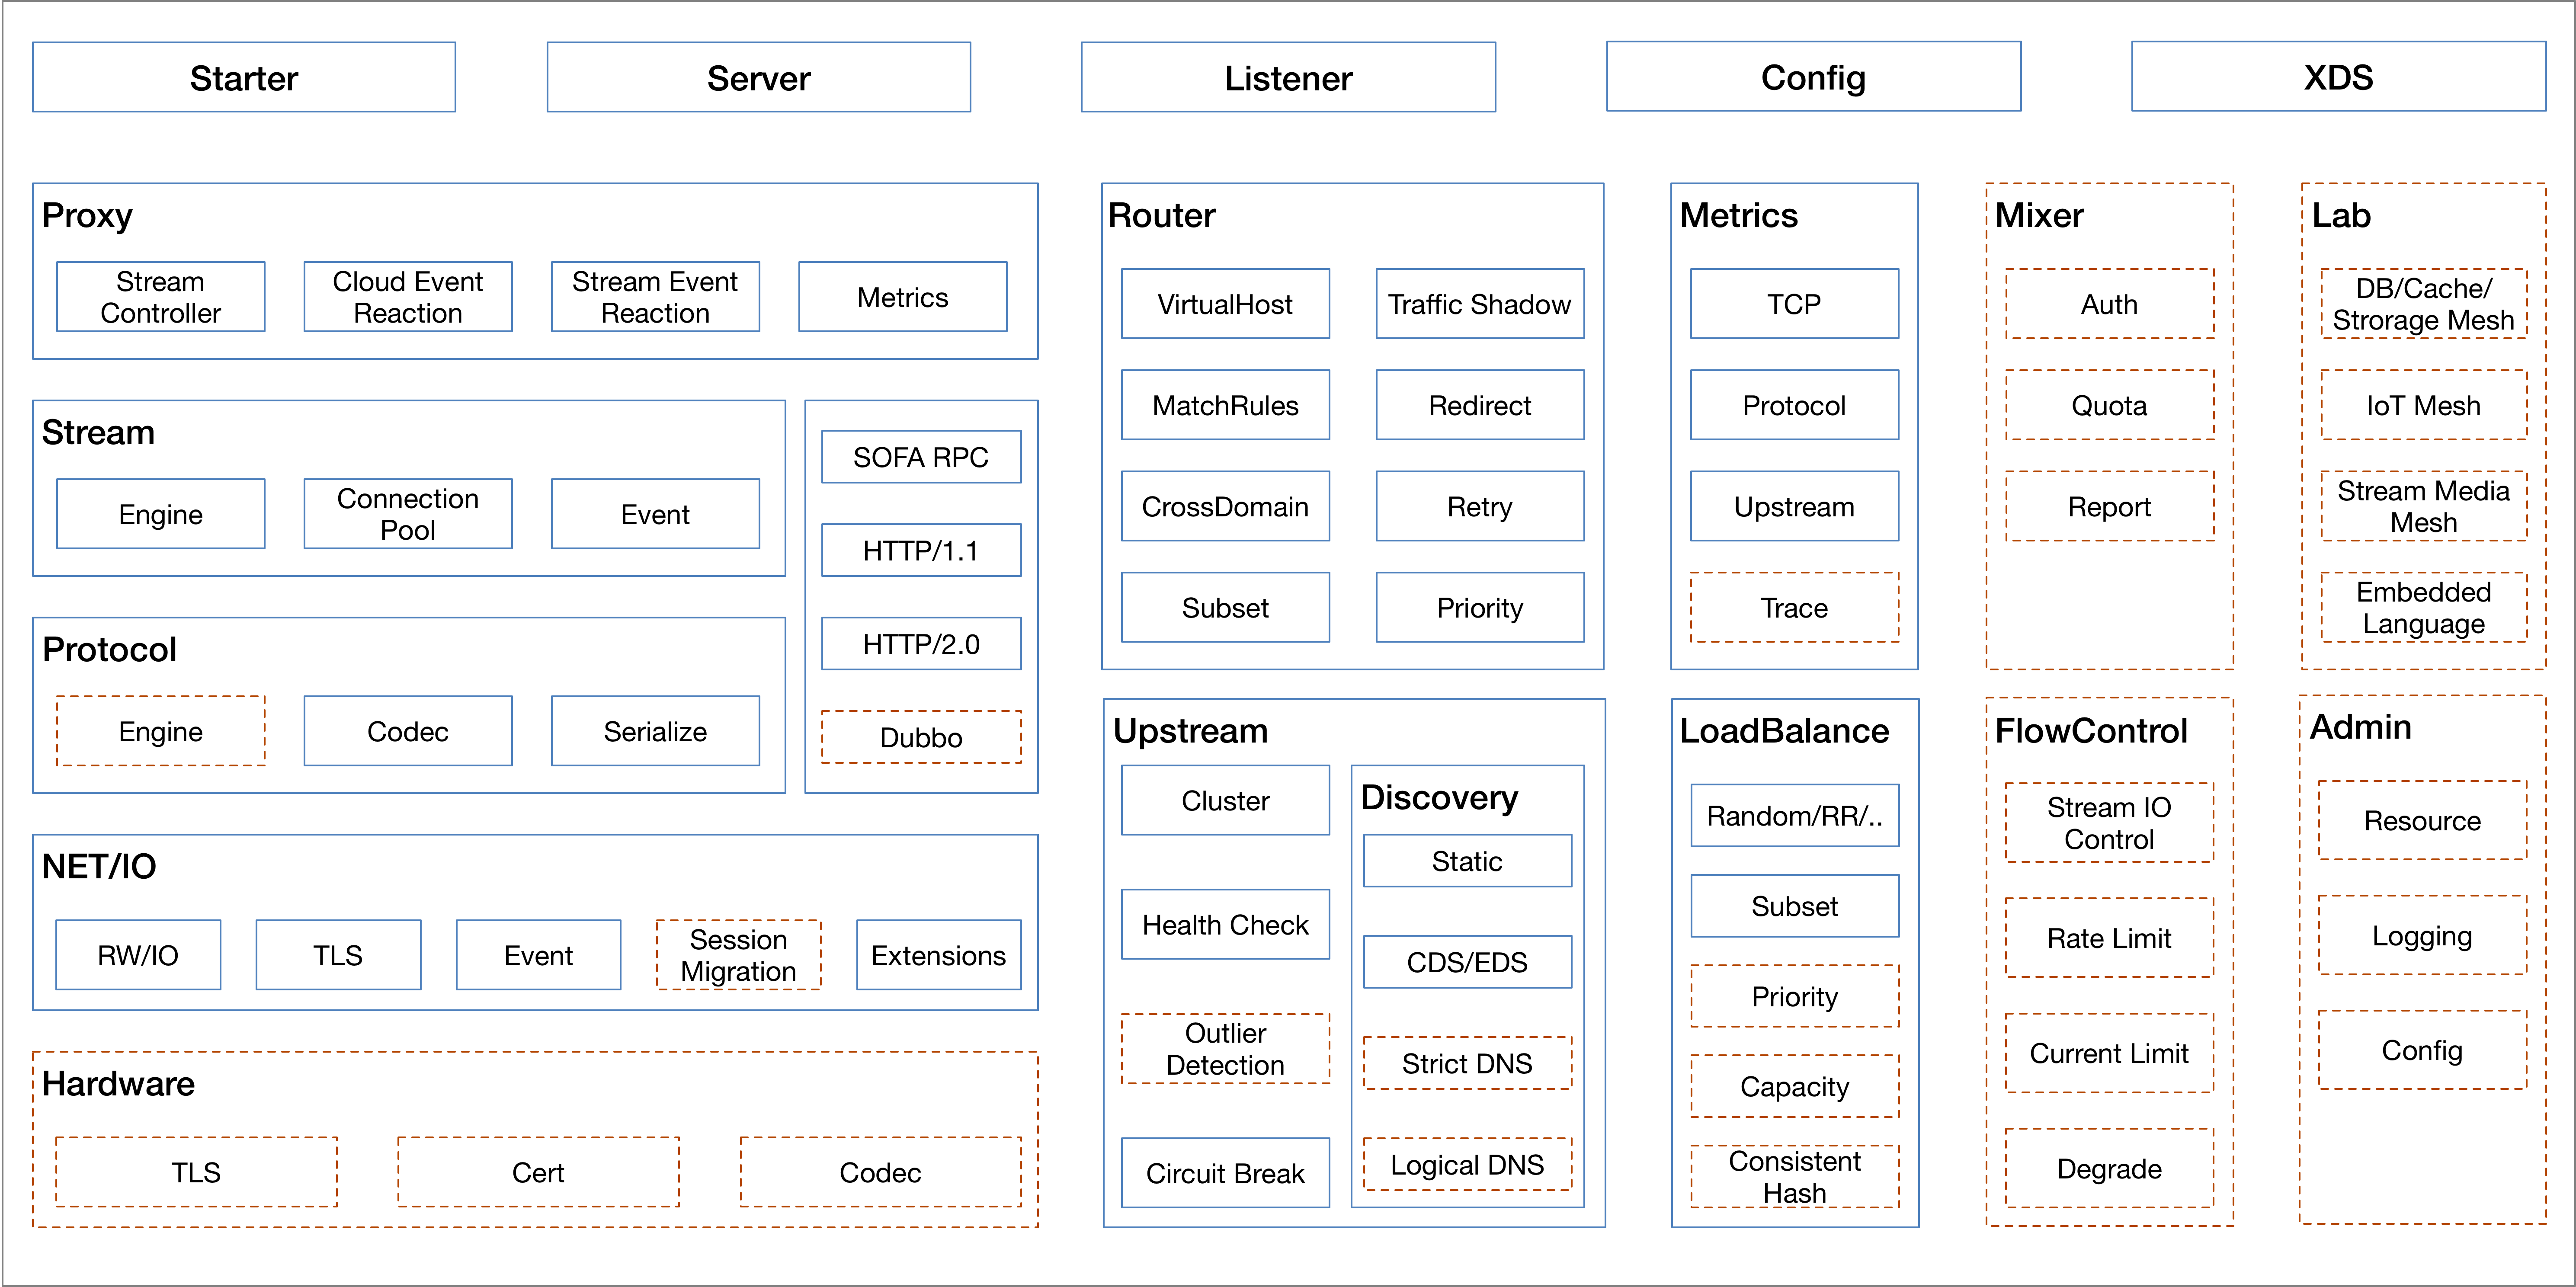 Starter
Server
Listener
Config
XDS
Proxy
Stream
Controller
Cloud Event
Reaction
Stream Event
Reaction
Metrics
Stream
Engine
Connection
Pool
Event
SOFA RPC
HTTP/1.1
HTTP/2.0
Dubbo
Protocol
Engine
Codec
Serialize
NET/IO
RW/IO
TLS
Event
Session
Migration
Extensions
Hardware
TLS
Cert
Codec
Router
VirtualHost
Traffic Shadow
MatchRules
Redirect
CrossDomain
Retry
Subset
Priority
Upstream
Cluster
Health Check
Outlier
Detection
Circuit Break
Discovery
Static
CDS/EDS
Strict DNS
Logical DNS
Metrics
TCP
Protocol
Upstream
Trace
LoadBalance
Random/RR/..
Subset
Priority
Capacity
Consistent
Hash
Mixer
Auth
Quota
Report
FlowControl
Stream IO
Control
Rate Limit
Current Limit
Degrade
Lab
DB/Cache/
Strorage Mesh
IoT Mesh
Stream Media
Mesh
Embedded
Language
Admin
Resource
Logging
Config